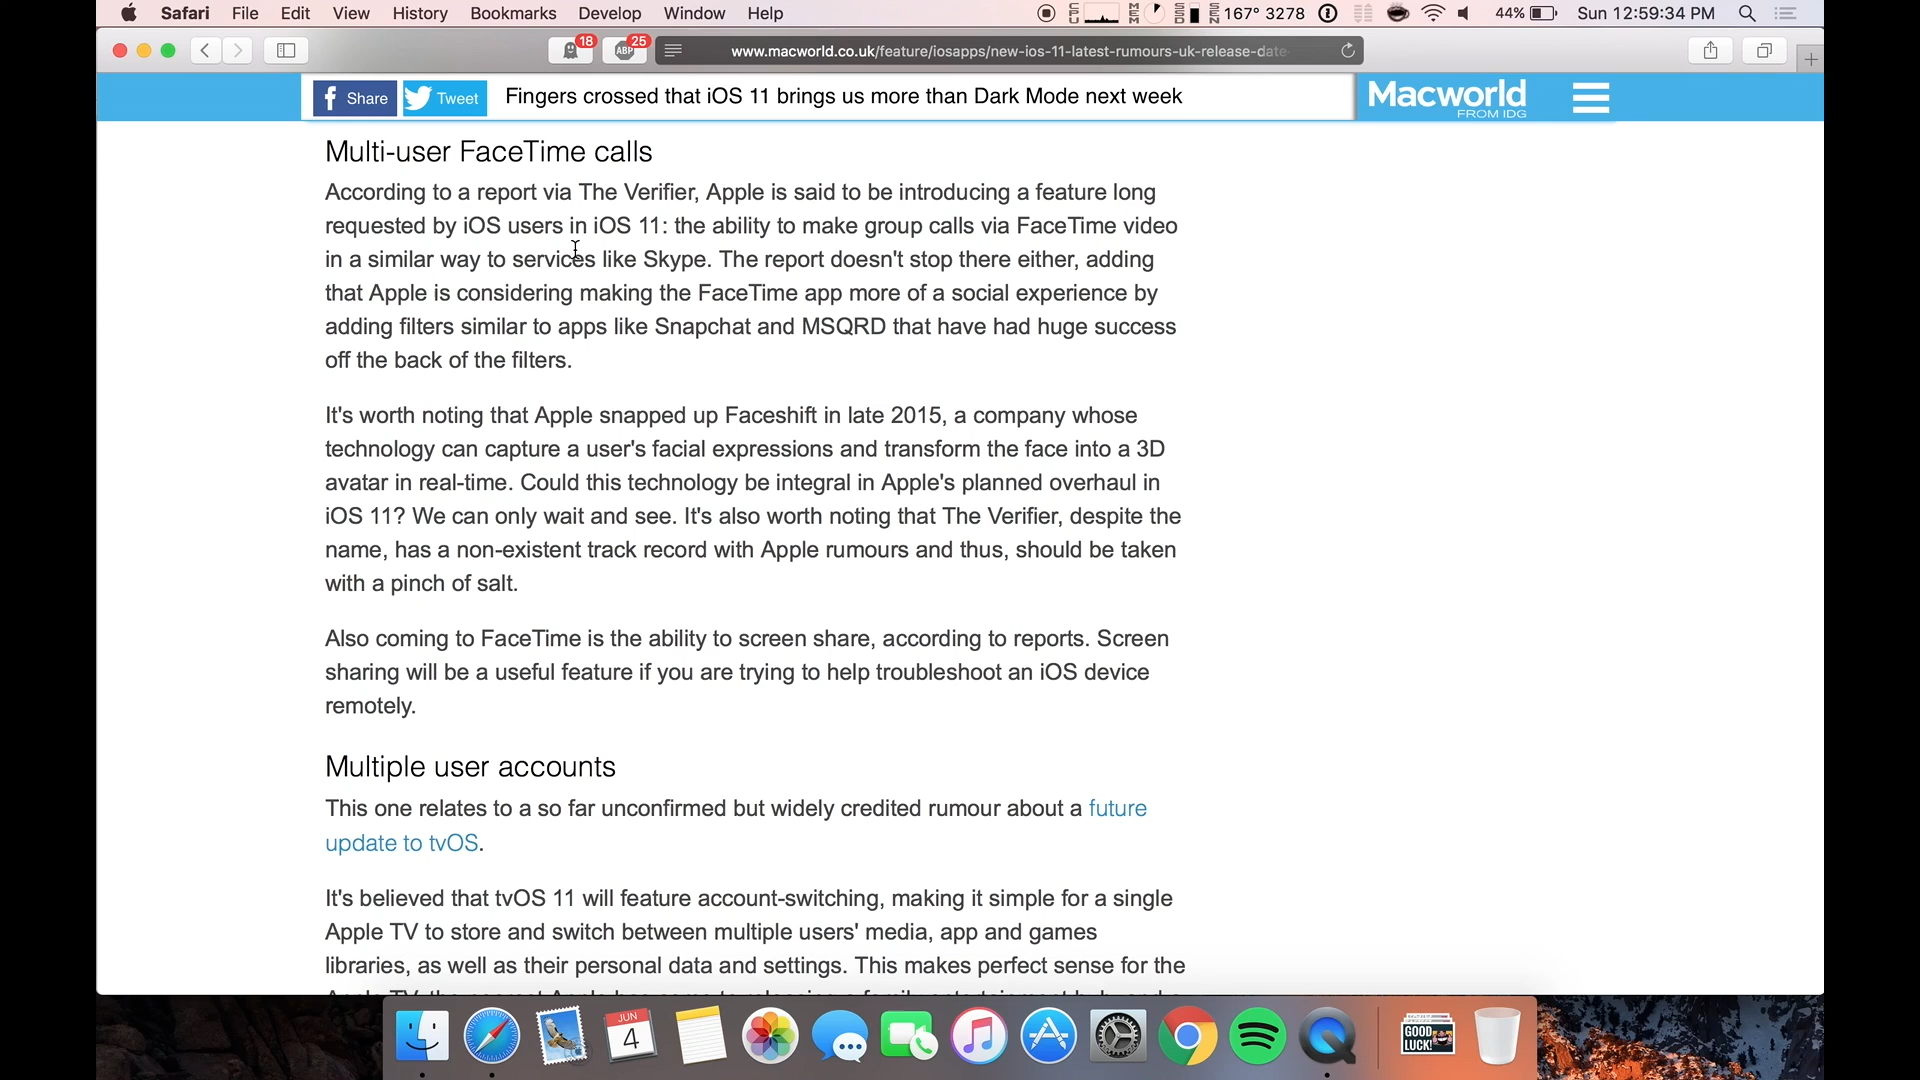 Safari File Edit View History Bookmarks Develop Window Help
CPU MEM SSD SEN 167° 3278 44% Sun 12:59:34 PM
18 ABP 25 www.macworld.co.uk/feature/iosapps/new-ios-11-latest-rumours-uk-release-date-
Share Tweet Fingers crossed that iOS 11 brings us more than Dark Mode next week Macworld
FROM IDG
Multi-user FaceTime calls
According to a report via The Verifier, Apple is said to be introducing a feature long
requested by iOS users in iOS 11: the ability to make group calls via FaceTime video
in a similar way to services like Skype. The report doesn't stop there either, adding
that Apple is considering making the FaceTime app more of a social experience by
adding filters similar to apps like Snapchat and MSQRD that have had huge success
off the back of the filters.
It's worth noting that Apple snapped up Faceshift in late 2015, a company whose
technology can capture a user's facial expressions and transform the face into a 3D
avatar in real-time. Could this technology be integral in Apple's planned overhaul in
iOS 11? We can only wait and see. It's also worth noting that The Verifier, despite the
name, has a non-existent track record with Apple rumours and thus, should be taken
with a pinch of salt.
Also coming to FaceTime is the ability to screen share, according to reports. Screen
sharing will be a useful feature if you are trying to help troubleshoot an iOS device
remotely.
Multiple user accounts
This one relates to a so far unconfirmed but widely credited rumour about a future
update to tvOS.
It's believed that tvOS 11 will feature account-switching, making it simple for a single
Apple TV to store and switch between multiple users' media, app and games
libraries, as well as their personal data and settings. This makes perfect sense for the
JUN
4
GOOD
LUCK!